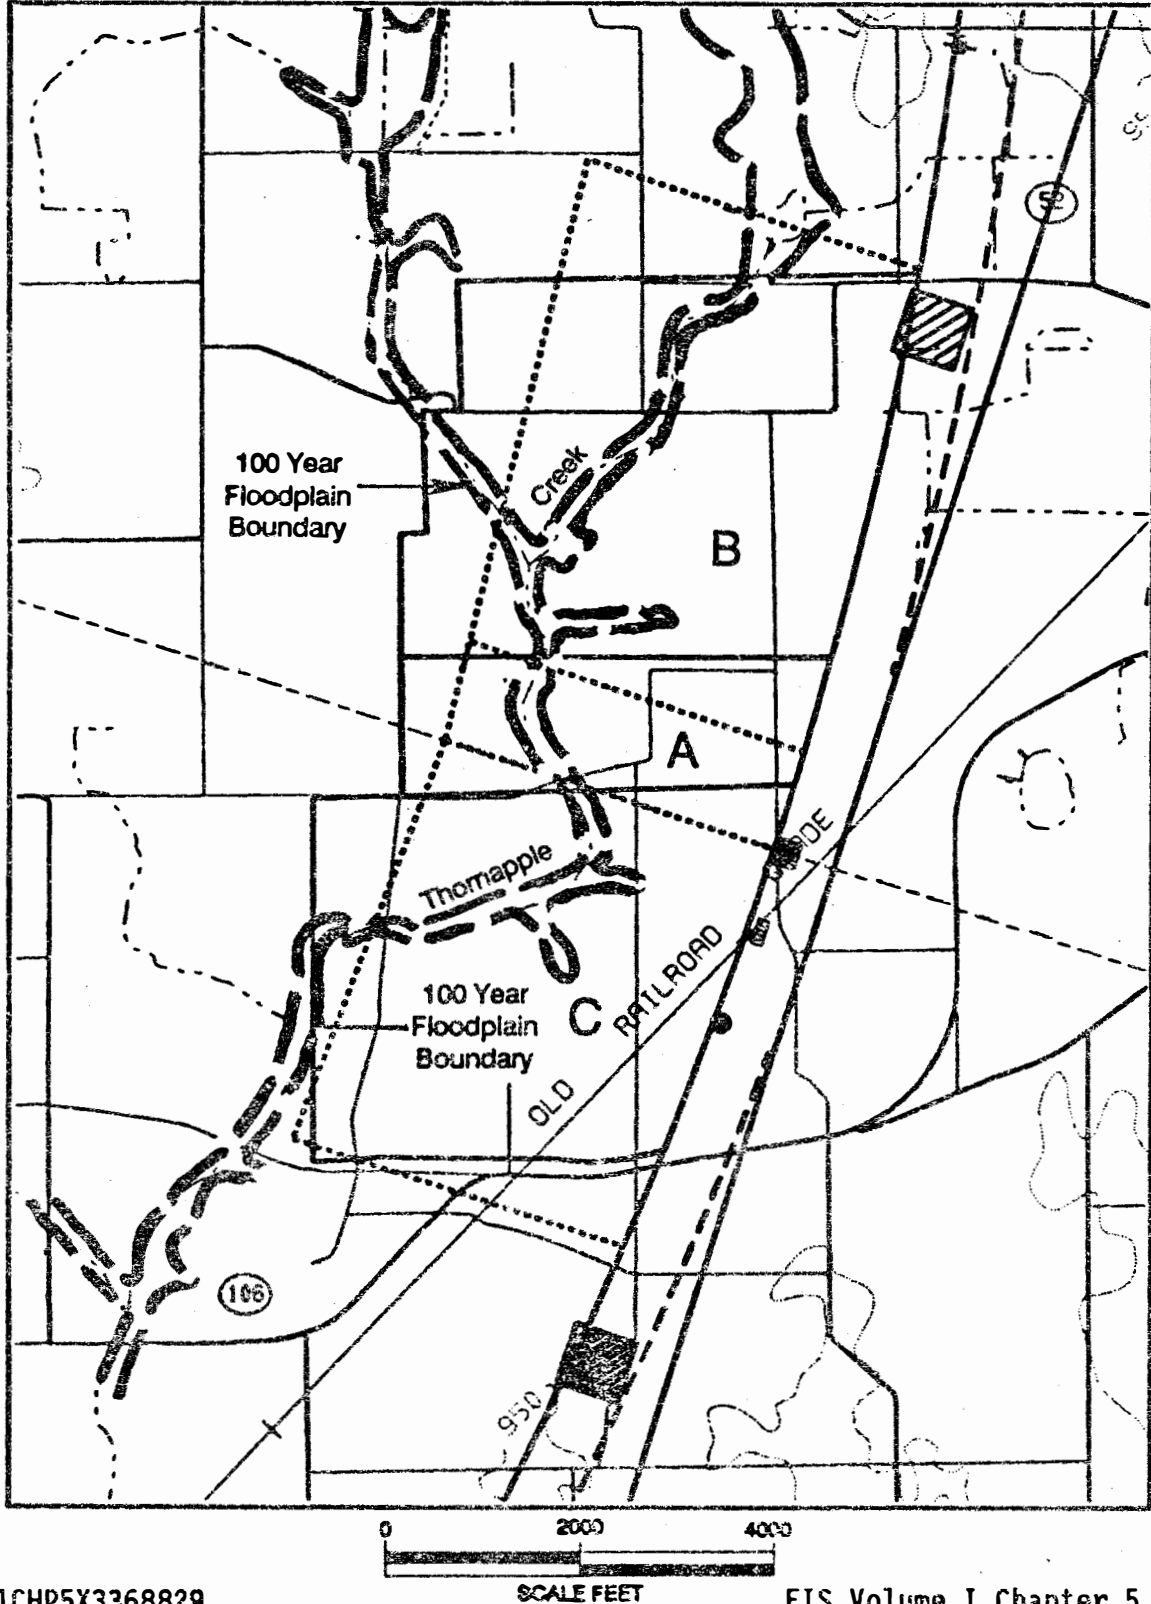 100 Year
Floodplain
Boundary
Creek
B
A
Thornapple
100 Year
Floodplain
Boundary
C
OLD
RAILROAD
106
950
0 2000 4000
SCALE FEET
1CHP5X3368829
EIS Volume I Chapter 5